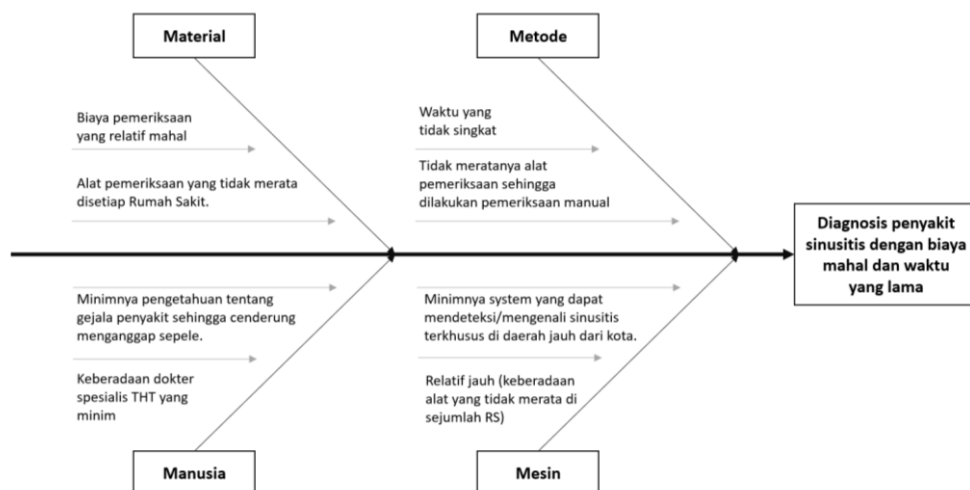 Material
Metode
Biaya pemeriksaan
yang relatif mahal
Waktu yang
tidak singkat
Alat pemeriksaan yang tidak merata
disetiap Rumah Sakit.
Tidak meratanya alat
pemeriksaan sehingga
dilakukan pemeriksaan manual
Diagnosis penyakit
sinusitis dengan biaya
mahal dan waktu
yang lama
Minimnya pengetahuan tentang
gejala penyakit sehingga cenderung
menganggap sepele.
Minimnya system yang dapat
mendeteksi/mengenali sinusitis
terkhusus di daerah jauh dari kota.
Keberadaan dokter
spesialis THT yang
minim
Relatif jauh (keberadaan
alat yang tidak merata di
sejumlah RS)
Manusia
Mesin